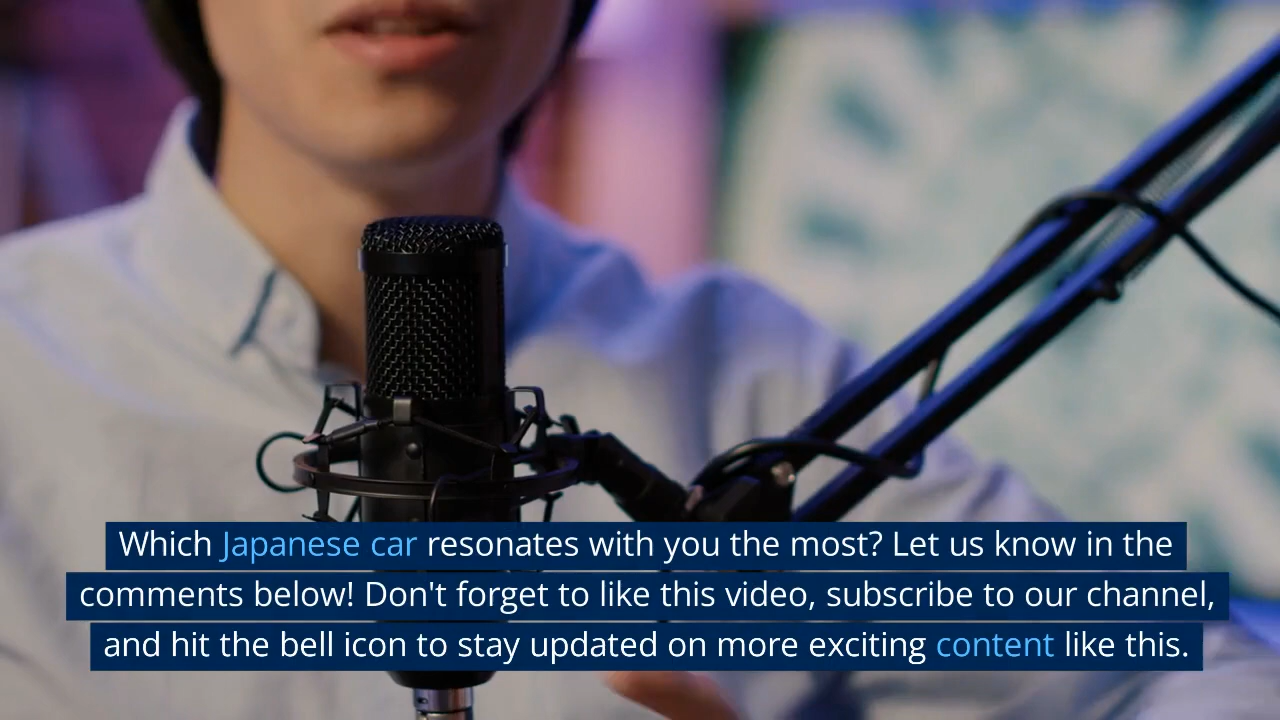 Which Japanese car resonates with you the most? Let us know in the
comments below! Don't forget to like this video, subscribe to our channel,
and hit the bell icon to stay updated on more exciting content like this.